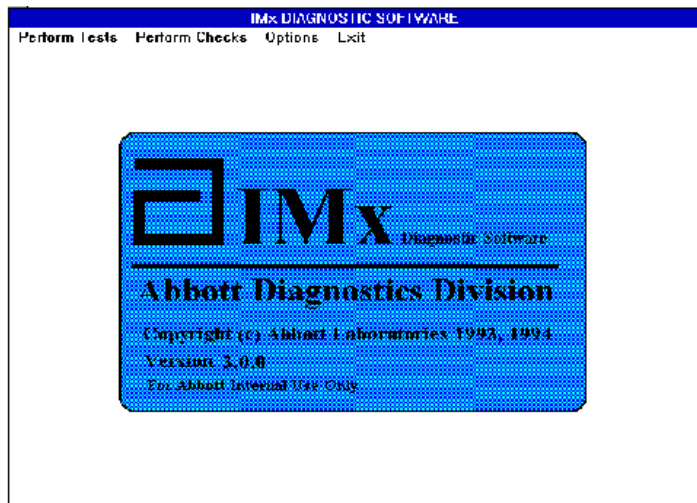 IMx DIAGNOSTIC SOFTWARE
Perform Tests Perform Checks Options Exit
IMx Diagnostic Software
Abbott Diagnostics Division
Copyright (c) Abbott Laboratories 1993, 1994
Version 3.0.0
For Abbott Internal Use Only